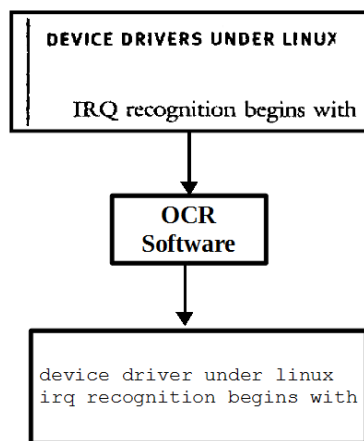 DEVICE DRIVERS UNDER LINUX
IRQ recognition begins with
OCR
Software
device driver under linux
irq recognition begins with